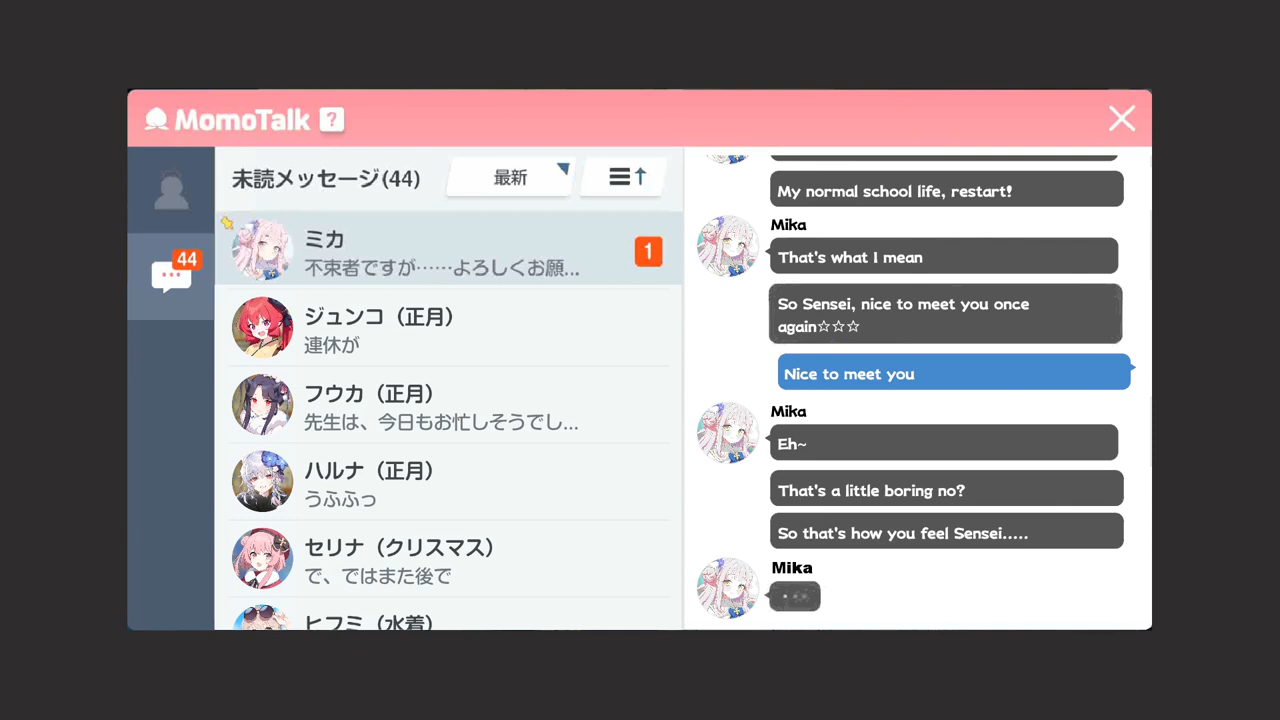 MomoTalk ?
未読メッセージ(44)
最新
44
ミカ
不束者ですが……よろしくお願...
1
ジュンコ（正月）
連休が
フウカ（正月）
先生は、今日もお忙しそうでし...
ハルナ（正月）
うふふっ
セリナ（クリスマス）
で、ではまた後で
ヒフミ（水着）
My normal school life, restart!
Mika
That's what I mean
So Sensei, nice to meet you once
again☆☆☆
Nice to meet you
Mika
Eh~
That's a little boring no?
So that's how you feel Sensei.....
Mika